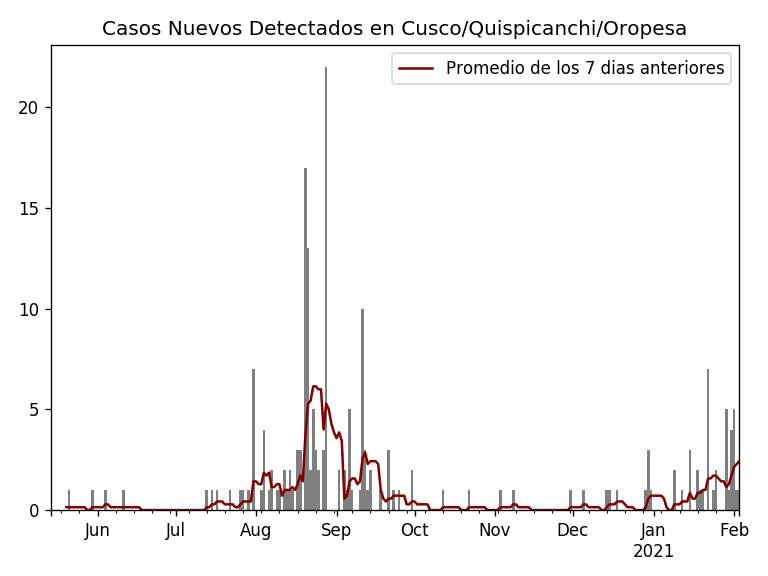 Casos Nuevos Detectados en Cusco/Quispicanchi/Oropesa
Promedio de los 7 dias anteriores
20
15
10
5
0
Jun Jul Aug Sep Oct Nov Dec Jan Feb
2021